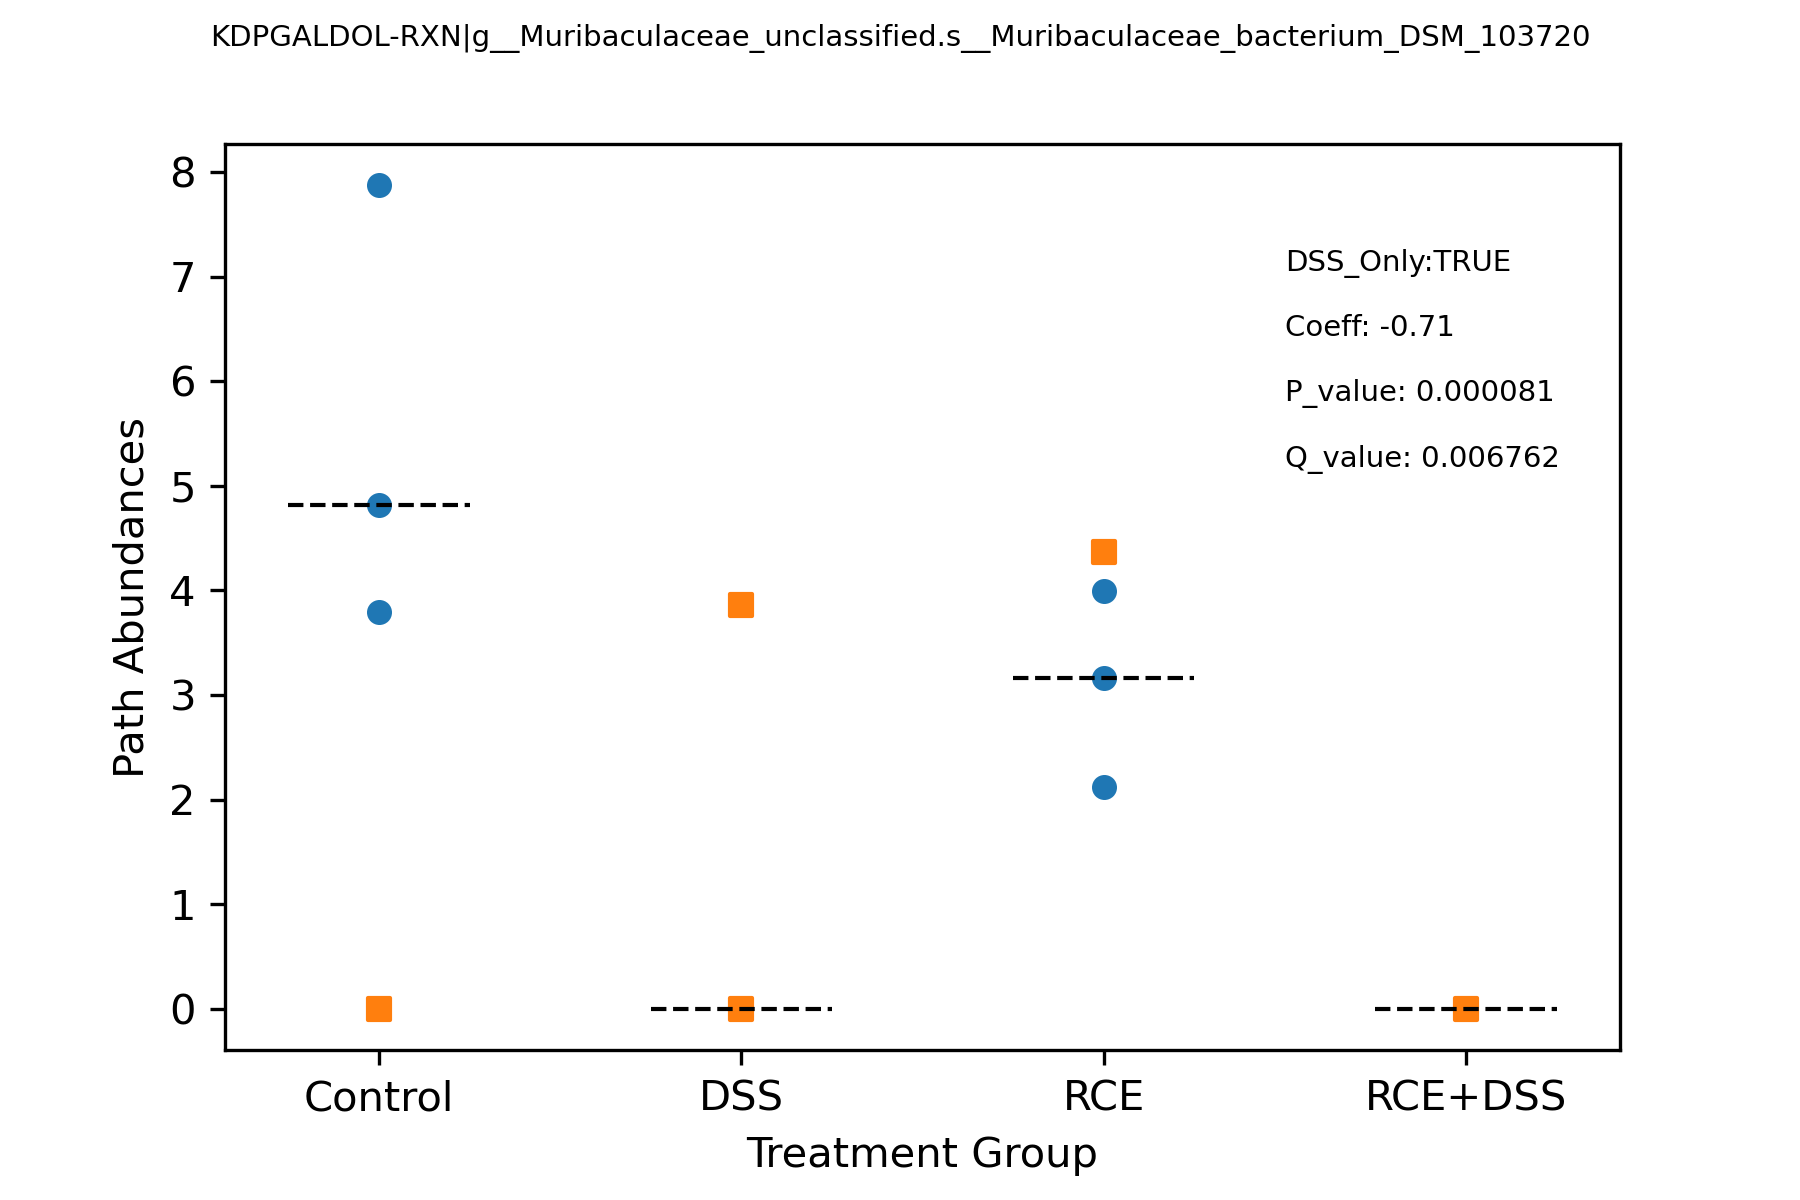 KDPGALDOL-RXN|g__Muribaculaceae_unclassified.s__Muribaculaceae_bacterium_DSM_103720
8
7
6
5
4
3
2
1
0
Path Abundances
DSS_Only:TRUE
Coeff: -0.71
P_value: 0.000081
Q_value: 0.006762
Control DSS RCE RCE+DSS
Treatment Group